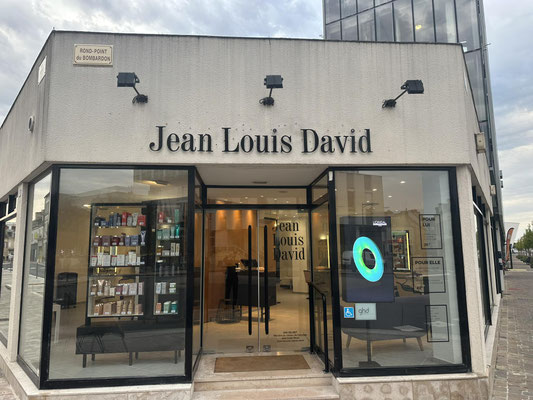 ROND-POINT
du BOMBARDON
Jean Louis David
Jean
Louis
David
POUR
LUI
POUR ELLE
ghd